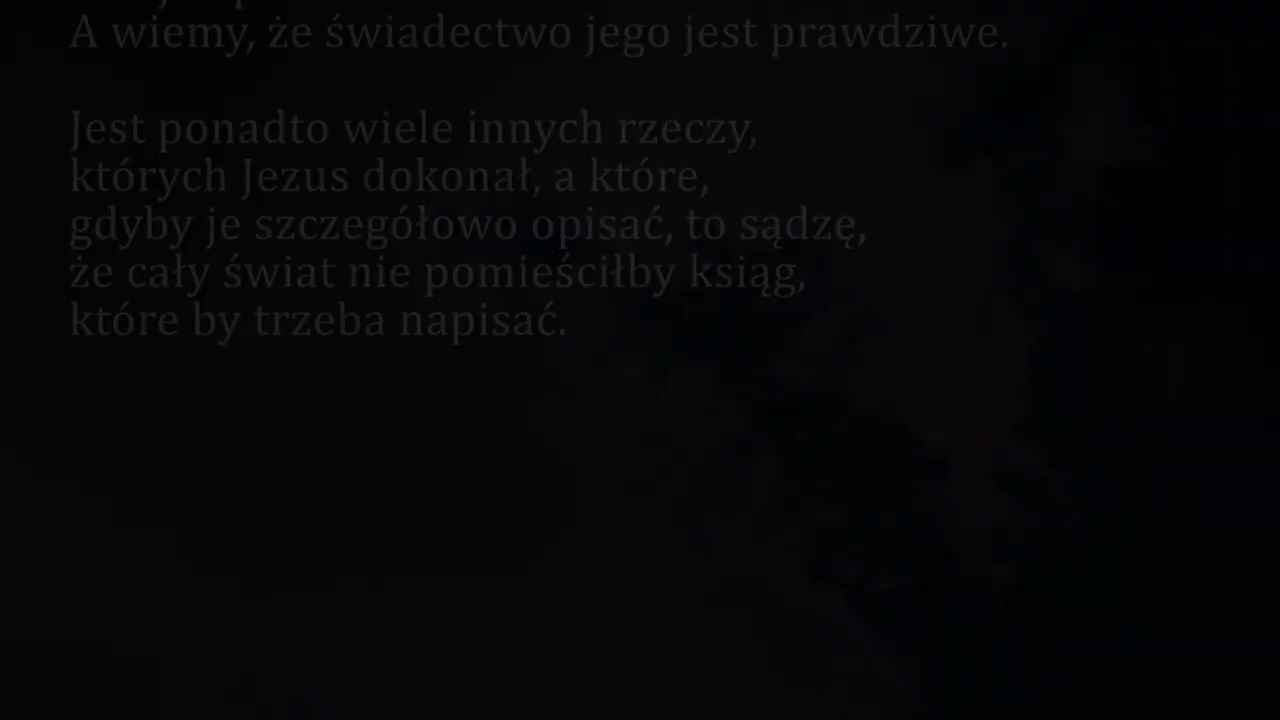 A wiemy, że świadectwo jego jest prawdziwe.
Jest ponadto wiele innych rzeczy,
których Jezus dokonał, a które,
gdyby je szczegółowo opisać, to sądzę,
że cały świat nie pomieściłby ksiąg,
które by trzeba napisać.